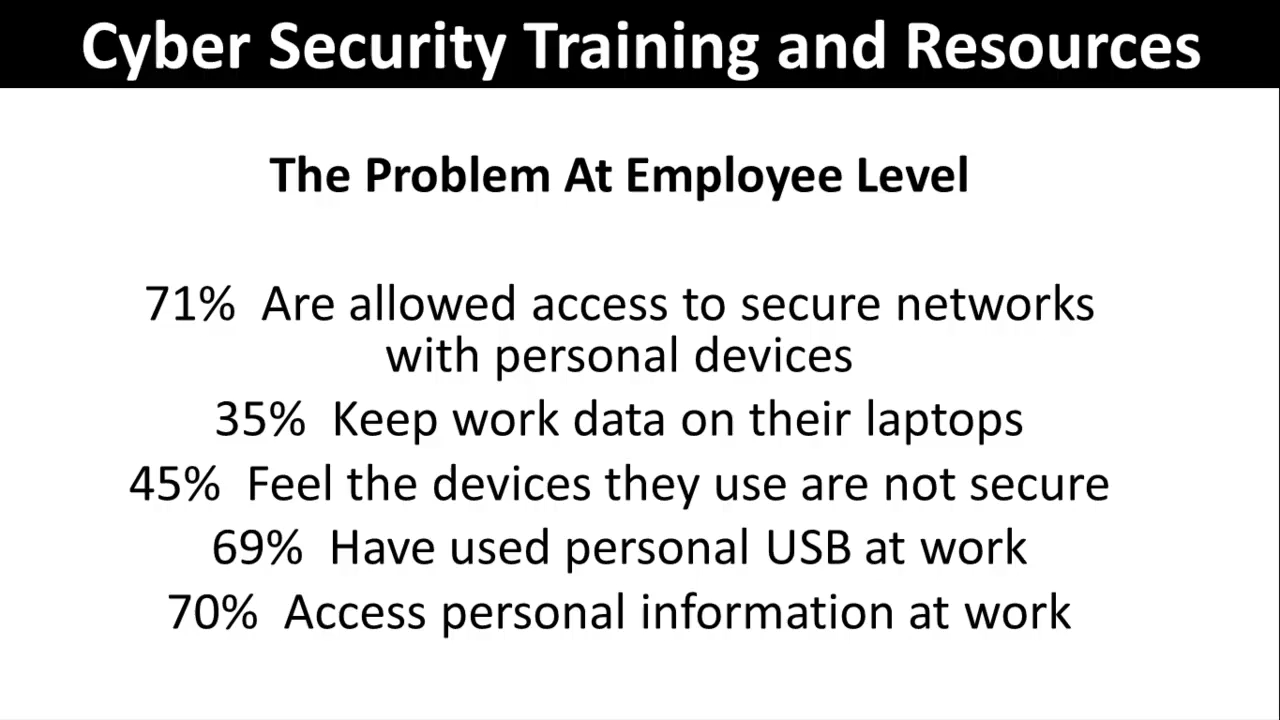 Cyber Security Training and Resources
The Problem At Employee Level
71% Are allowed access to secure networks
with personal devices
35% Keep work data on their laptops
45% Feel the devices they use are not secure
69% Have used personal USB at work
70% Access personal information at work